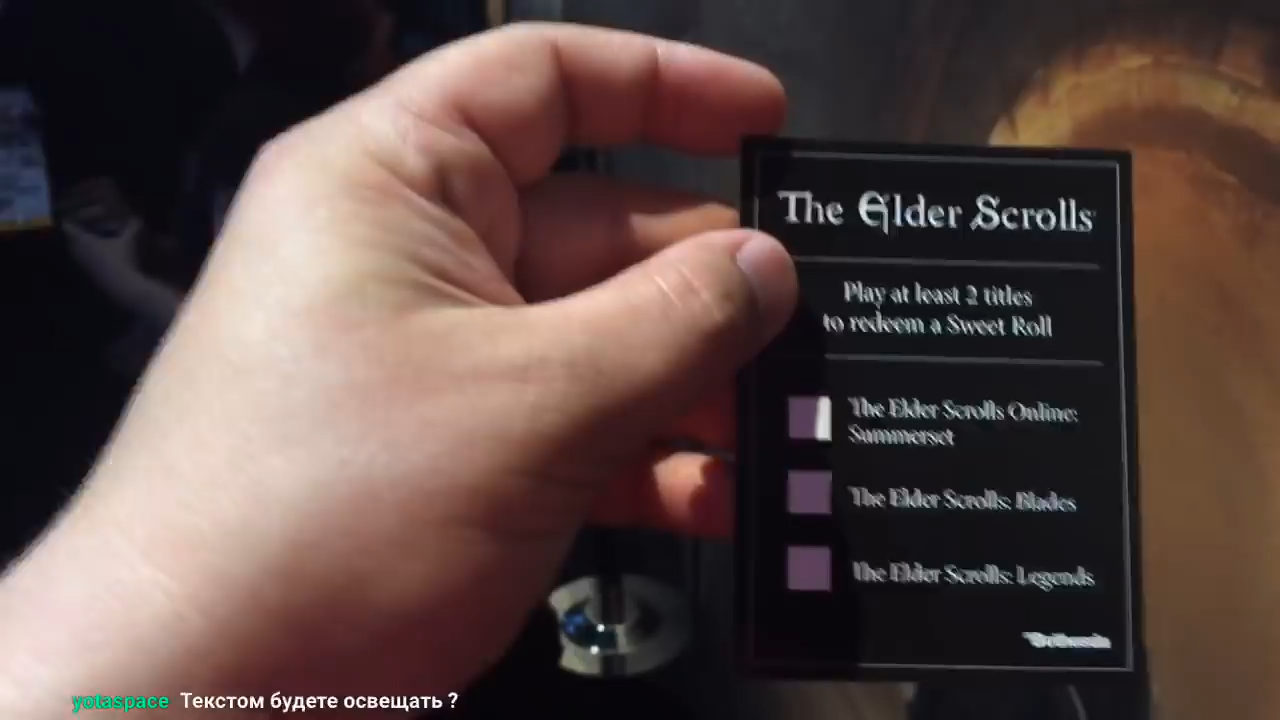 The Elder Scrolls
Play at least 2 titles
to redeem a Sweet Roll
The Elder Scrolls Online:
Summerset
The Elder Scrolls: Blades
The Elder Scrolls: Legends
Bethesda
yotaspace Текстом будете освещать ?